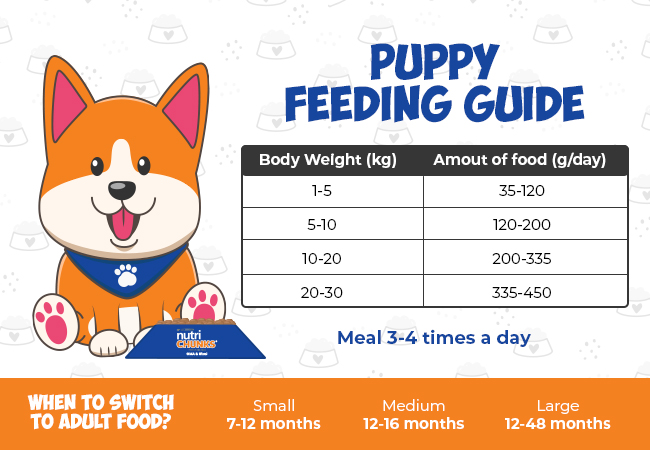 PUPPY
FEEDING GUIDE
Body Weight (kg) Amout of food (g/day)
1-5 35-120
5-10 120-200
10-20 200-335
20-30 335-450
Meal 3-4 times a day
nutri
CHUNKS
WHEN TO SWITCH
TO ADULT FOOD?
Small Medium Large
7-12 months 12-16 months 12-48 months